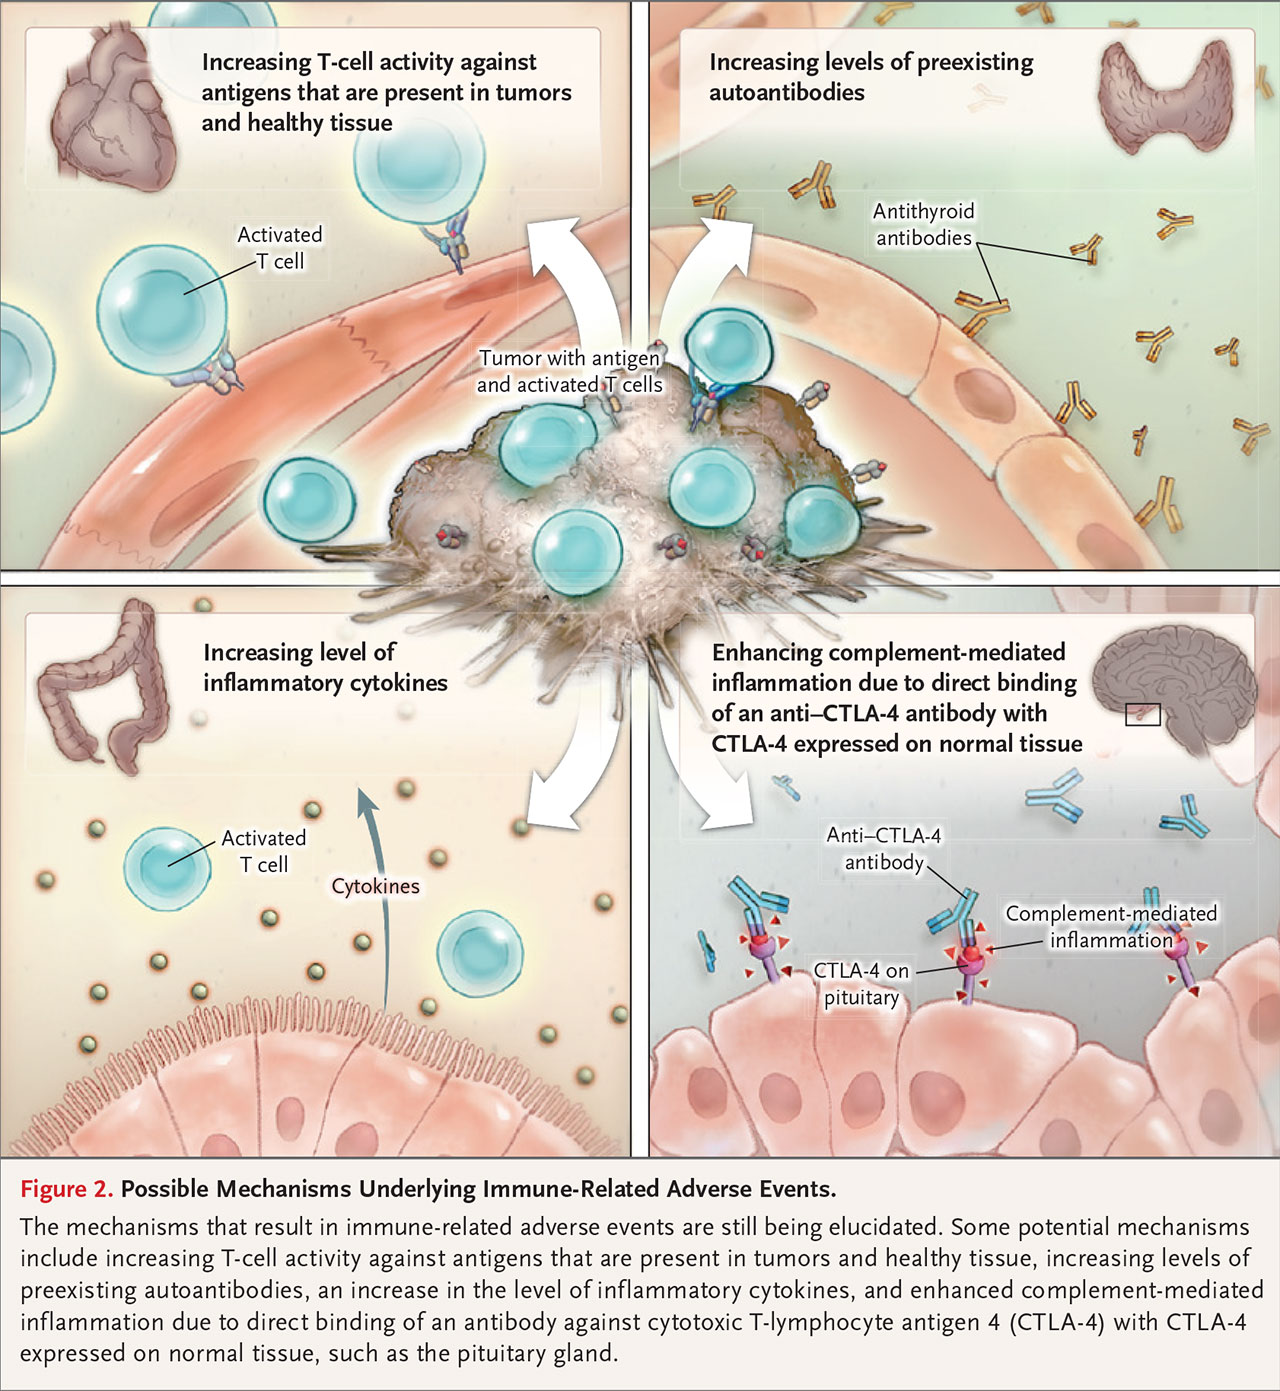 Increasing T-cell activity against
antigens that are present in tumors
and healthy tissue
Activated
T cell
Increasing levels of preexisting
autoantibodies
Antithyroid
antibodies
Tumor with antigen
and activated T cells
Increasing level of
inflammatory cytokines
Activated
T cell
Cytokines
Enhancing complement-mediated
inflammation due to direct binding
of an anti–CTLA-4 antibody with
CTLA-4 expressed on normal tissue
Anti–CTLA-4
antibody
Complement-mediated
inflammation
CTLA-4 on
pituitary
Figure 2. Possible Mechanisms Underlying Immune-Related Adverse Events.
The mechanisms that result in immune-related adverse events are still being elucidated. Some potential mechanisms
include increasing T-cell activity against antigens that are present in tumors and healthy tissue, increasing levels of
preexisting autoantibodies, an increase in the level of inflammatory cytokines, and enhanced complement-mediated
inflammation due to direct binding of an antibody against cytotoxic T-lymphocyte antigen 4 (CTLA-4) with CTLA-4
expressed on normal tissue, such as the pituitary gland.